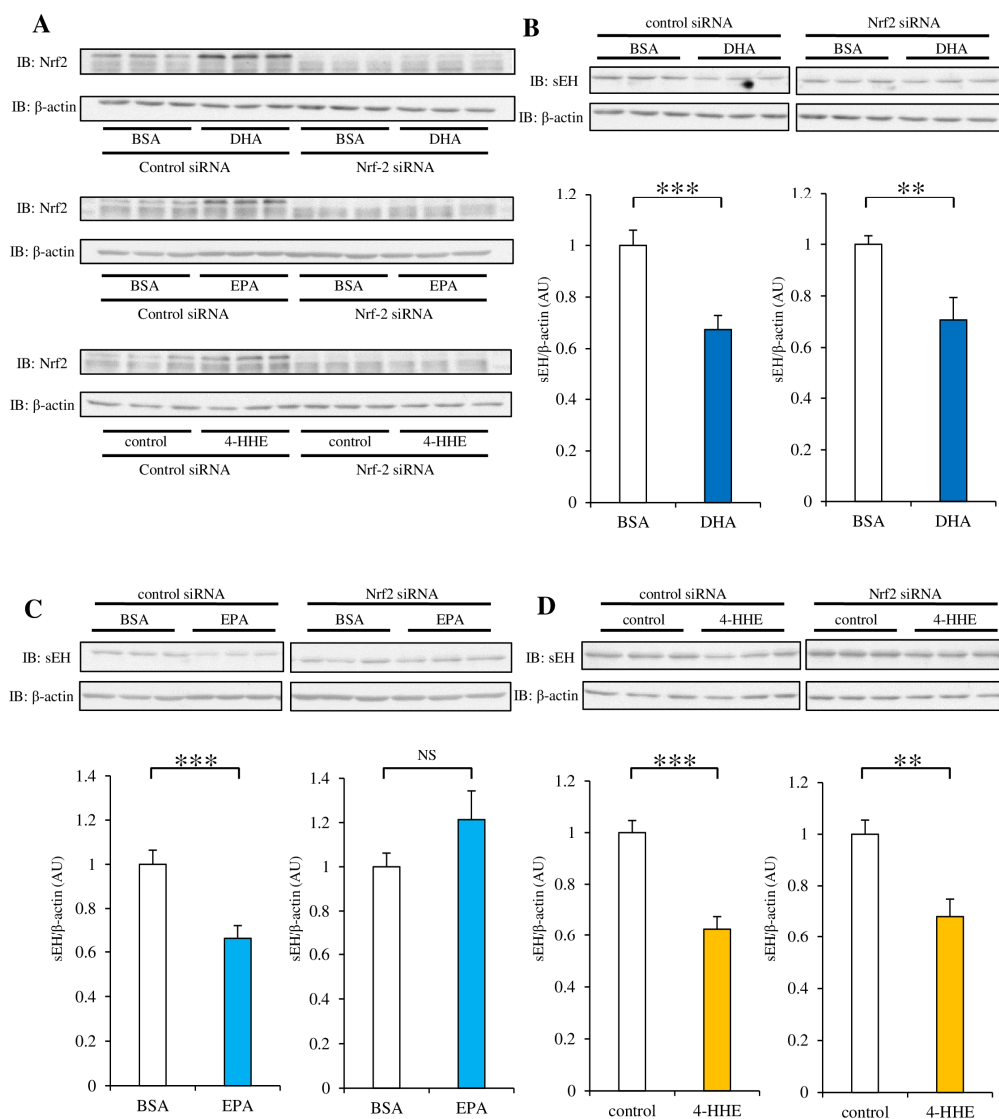 A
IB: Nrf2
IB: β-actin
BSA DHA BSA DHA
Control siRNA Nrf-2 siRNA
IB: Nrf2
IB: β-actin
BSA EPA BSA EPA
Control siRNA Nrf-2 siRNA
IB: Nrf2
IB: β-actin
control 4-HHE control 4-HHE
Control siRNA Nrf-2 siRNA
B
control siRNA Nrf2 siRNA
BSA DHA BSA DHA
IB: sEH
IB: β-actin
sEH/β-actin (AU)
1.2
1
0.8
0.6
0.4
0.2
0
***
BSA DHA
sEH/β-actin (AU)
1.2
1
0.8
0.6
0.4
0.2
0
**
BSA DHA
C
control siRNA Nrf2 siRNA
BSA EPA BSA EPA
IB: sEH
IB: β-actin
sEH/β-actin (AU)
1.4
1.2
1
0.8
0.6
0.4
0.2
0
***
BSA EPA
sEH/β-actin (AU)
1.4
1.2
1
0.8
0.6
0.4
0.2
0
NS
BSA EPA
D
control siRNA Nrf2 siRNA
control 4-HHE control 4-HHE
IB: sEH
IB: β-actin
sEH/β-actin (AU)
1.2
1
0.8
0.6
0.4
0.2
0
***
control 4-HHE
sEH/β-actin (AU)
1.2
1
0.8
0.6
0.4
0.2
0
**
control 4-HHE